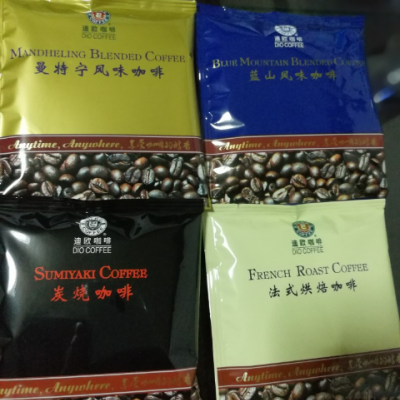 迪欧咖啡
DIO COFFEE
MANDHELING BLENDED COFFEE
曼特宁风味咖啡
Anytime, Anywhere,
迪欧咖啡
DIO COFFEE
BLUE MOUNTAIN BLENDED COFFEE
蓝山风味咖啡
Anytime, Anywhere,
迪欧咖啡
DIO COFFEE
SUMIYAKI COFFEE
炭烧咖啡
Anytime, Anywhere,
迪欧咖啡
DIO COFFEE
FRENCH ROAST COFFEE
法式烘焙咖啡
Anytime, Anywhere,